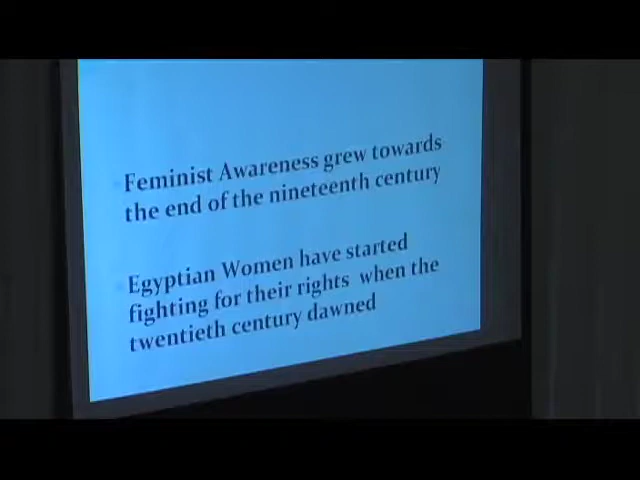 Feminist Awareness grew towards
the end of the nineteenth century
Egyptian Women have started
fighting for their rights when the
twentieth century dawned